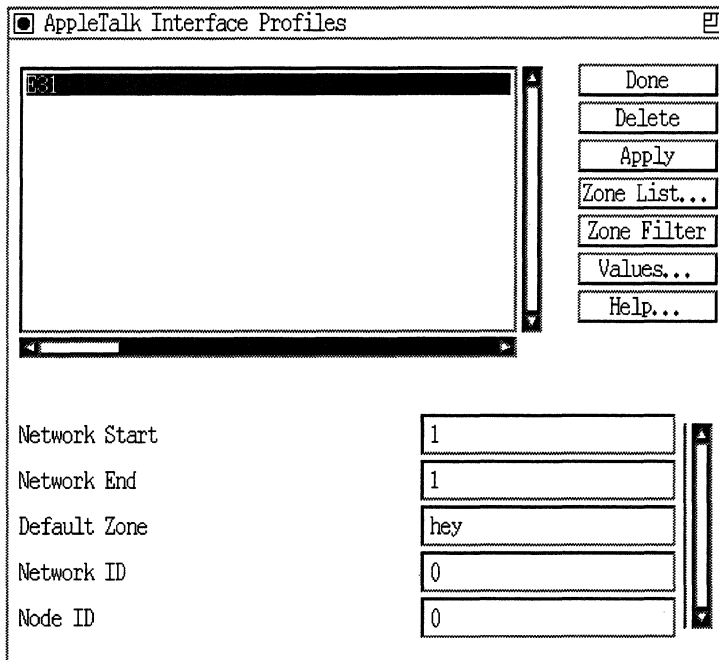 AppleTalk Interface Profiles
E31
Done
Delete
Apply
Zone List...
Zone Filter
Values...
Help...
Network Start
1
Network End
1
Default Zone
hey
Network ID
0
Node ID
0